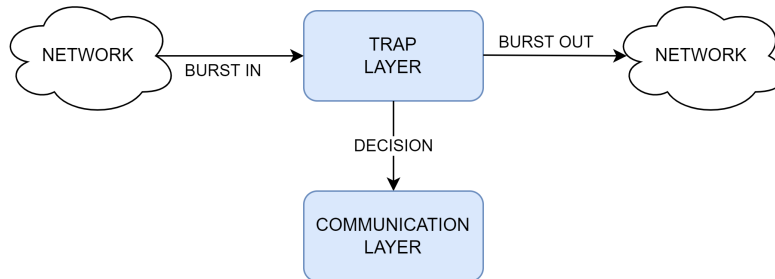 NETWORK
BURST IN
TRAP
LAYER
BURST OUT
NETWORK
DECISION
COMMUNICATION
LAYER